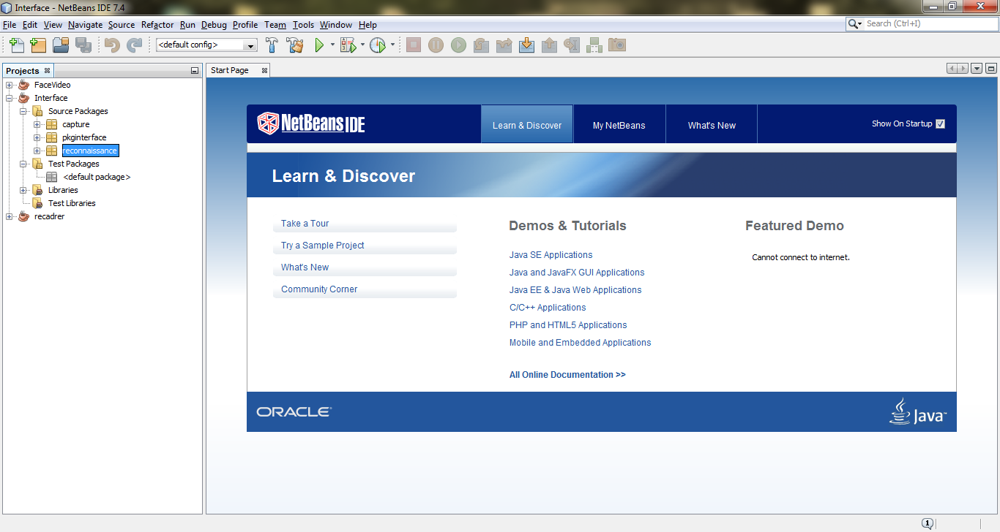 Interface - NetBeans IDE 7.4
File Edit View Navigate Source Refactor Run Debug Profile Team Tools Window Help
Search (Ctrl+I)
<default config>
Projects
Start Page
FaceVideo
Interface
Source Packages
capture
pkginterface
reconnaissance
Test Packages
<default package>
Libraries
Test Libraries
recadrer
NetBeans IDE
Learn & Discover
My NetBeans
What's New
Show On Startup
Learn & Discover
Take a Tour
Try a Sample Project
What's New
Community Corner
Demos & Tutorials
Java SE Applications
Java and JavaFX GUI Applications
Java EE & Java Web Applications
C/C++ Applications
PHP and HTML5 Applications
Mobile and Embedded Applications
All Online Documentation >>
Featured Demo
Cannot connect to internet.
ORACLE
Java™
1